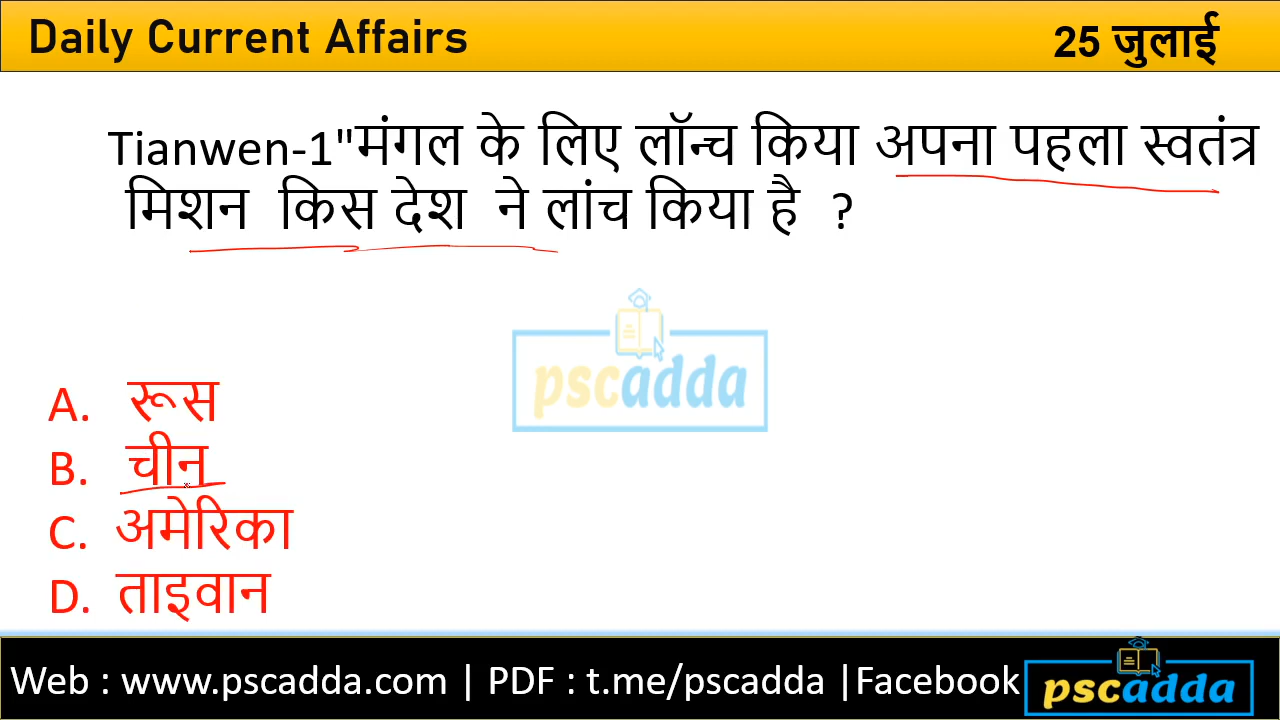 Daily Current Affairs
25 जुलाई
Tianwen-1"मंगल के लिए लॉन्च किया अपना पहला स्वतंत्र
मिशन किस देश ने लांच किया है ?
pscadda
A. रूस
B. चीन
C. अमेरिका
D. ताइवान
Web : www.pscadda.com | PDF : t.me/pscadda |Facebook
pscadda